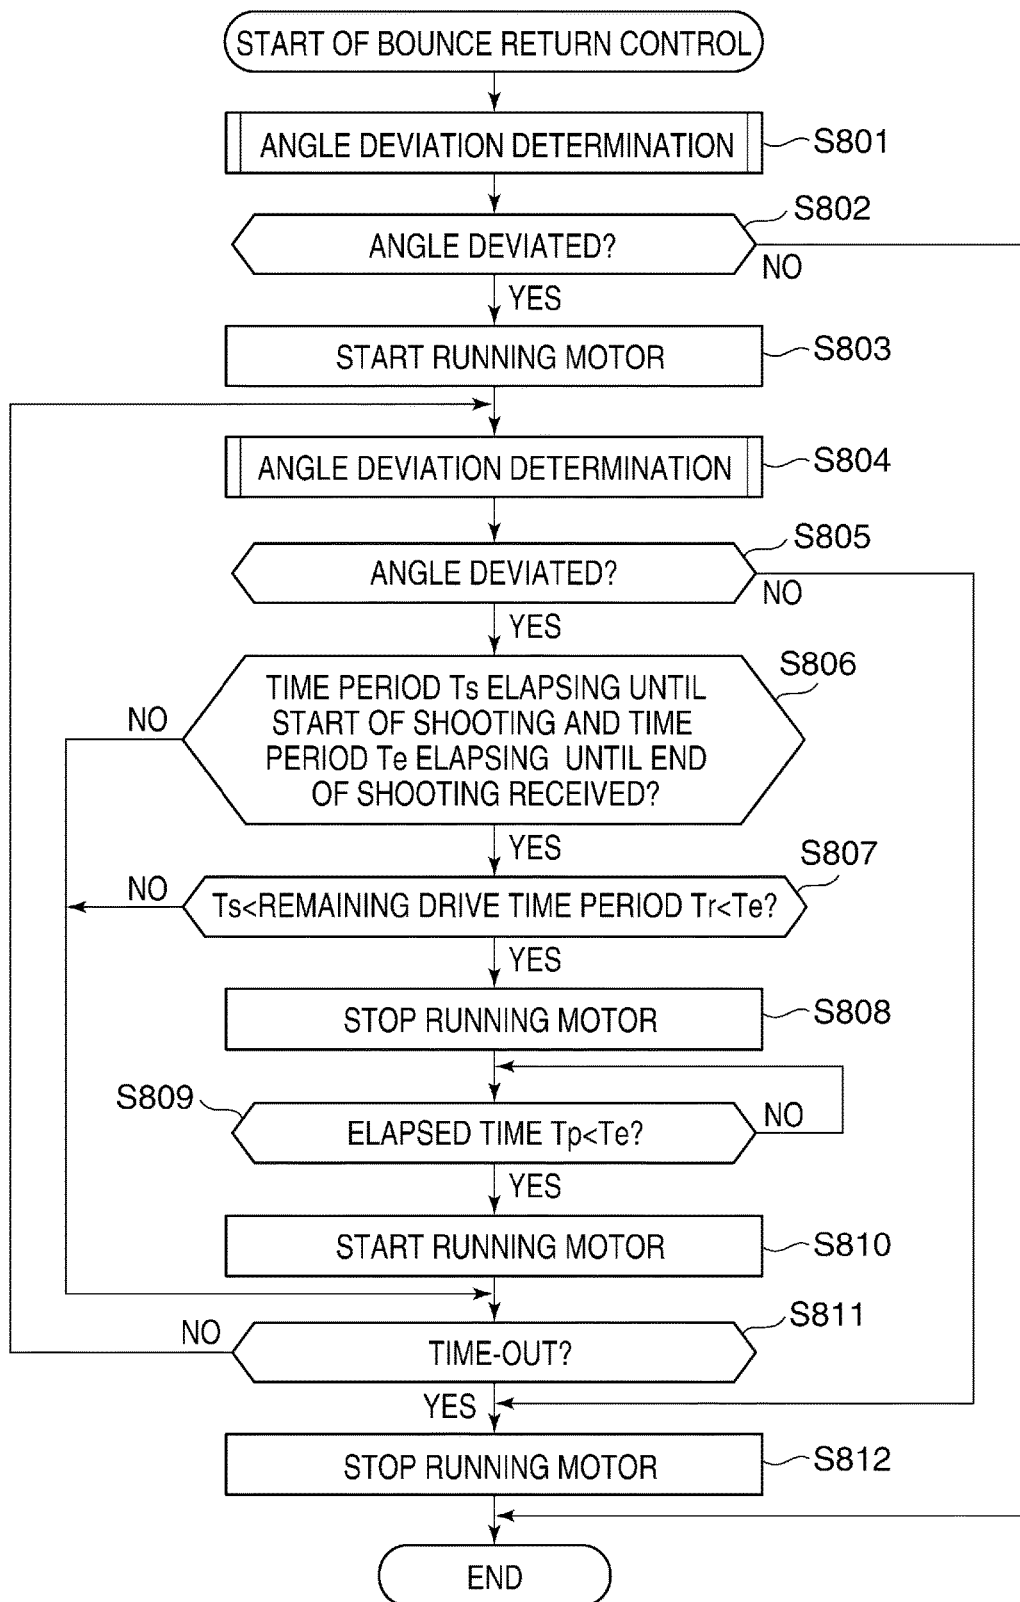 START OF BOUNCE RETURN CONTROL
ANGLE DEVIATION DETERMINATION
S801
S802
ANGLE DEVIATED?
NO
YES
START RUNNING MOTOR
S803
ANGLE DEVIATION DETERMINATION
S804
S805
ANGLE DEVIATED?
NO
YES
S806
TIME PERIOD Ts ELAPSING UNTIL
START OF SHOOTING AND TIME
PERIOD Te ELAPSING UNTIL END
OF SHOOTING RECEIVED?
NO
YES
S807
NO
Ts<REMAINING DRIVE TIME PERIOD Tr<Te?
YES
STOP RUNNING MOTOR
S808
S809
ELAPSED TIME Tp<Te?
NO
YES
START RUNNING MOTOR
S810
S811
NO
TIME-OUT?
YES
STOP RUNNING MOTOR
S812
END